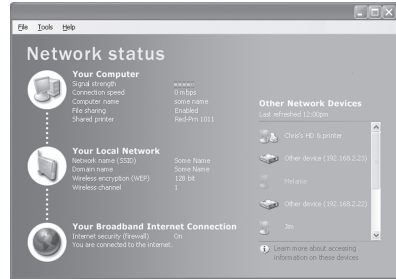 File Tools Help
Network status
Your Computer
Signal strength
Connection speed 0 mbps
Computer name some name
File sharing Enabled
Shared printer Red-Prn 1011
Your Local Network
Network name (SSID) Some Name
Domain name Some Name
Wireless encryption (WEP) 128 bit
Wireless channel 1
Your Broadband Internet Connection
Internet security (firewall) On
You are connected to the internet.
Other Network Devices
Last refreshed 12:00pm
Chris's HD & printer
Other device (192.168.2.23)
Melanie
Other device (192.168.2.22)
Jim
Learn more about accessing
information on these devices